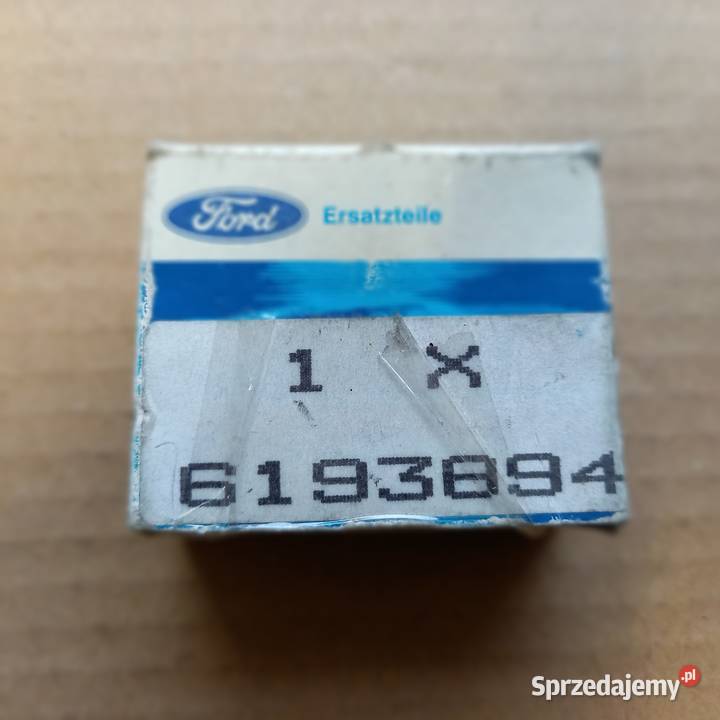 Ford Ersatzteile
1 X
6193894
Sprzedajemy.pl